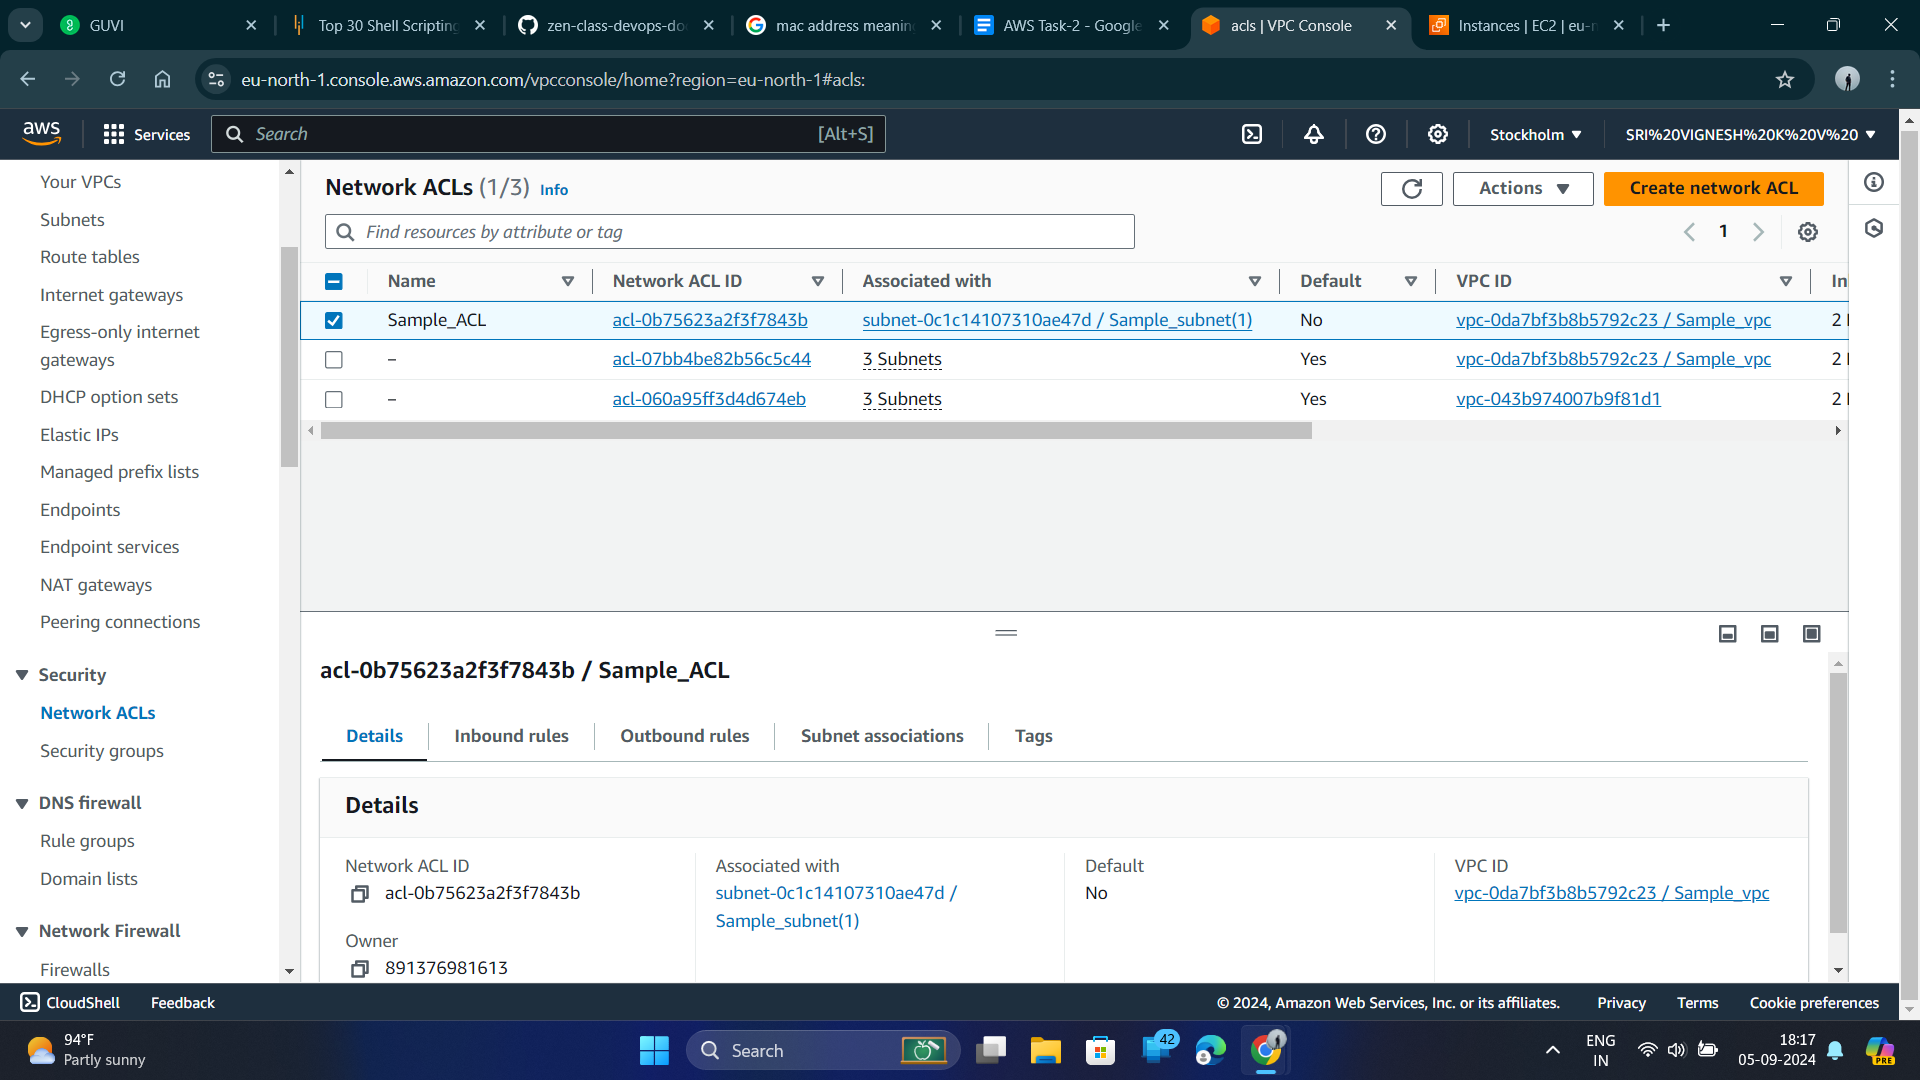 GUVI
Top 30 Shell Scripting
zen-class-devops-do
mac address meanin
AWS Task-2 - Google
acls | VPC Console
Instances | EC2 | eu-n
eu-north-1.console.aws.amazon.com/vpcconsole/home?region=eu-north-1#acls:
aws
Services
Search
[Alt+S]
Stockholm
SRI%20VIGNESH%20K%20V%20
Your VPCs
Subnets
Route tables
Internet gateways
Egress-only internet
gateways
DHCP option sets
Elastic IPs
Managed prefix lists
Endpoints
Endpoint services
NAT gateways
Peering connections
Security
Network ACLs
Security groups
DNS firewall
Rule groups
Domain lists
Network Firewall
Firewalls
Network ACLs (1/3) Info
Actions
Create network ACL
Find resources by attribute or tag
1
Name Network ACL ID Associated with Default VPC ID In
Sample_ACL acl-0b75623a2f3f7843b subnet-0c1c14107310ae47d / Sample_subnet(1) No vpc-0da7bf3b8b5792c23 / Sample_vpc 2
– acl-07bb4be82b56c5c44 3 Subnets Yes vpc-0da7bf3b8b5792c23 / Sample_vpc 2
– acl-060a95ff3d4d674eb 3 Subnets Yes vpc-043b974007b9f81d1 2
acl-0b75623a2f3f7843b / Sample_ACL
Details Inbound rules Outbound rules Subnet associations Tags
Details
Network ACL ID
acl-0b75623a2f3f7843b
Owner
891376981613
Associated with
subnet-0c1c14107310ae47d /
Sample_subnet(1)
Default
No
VPC ID
vpc-0da7bf3b8b5792c23 / Sample_vpc
CloudShell Feedback
© 2024, Amazon Web Services, Inc. or its affiliates. Privacy Terms Cookie preferences
94°F
Partly sunny
Search
42
ENG
IN
18:17
05-09-2024
PRE